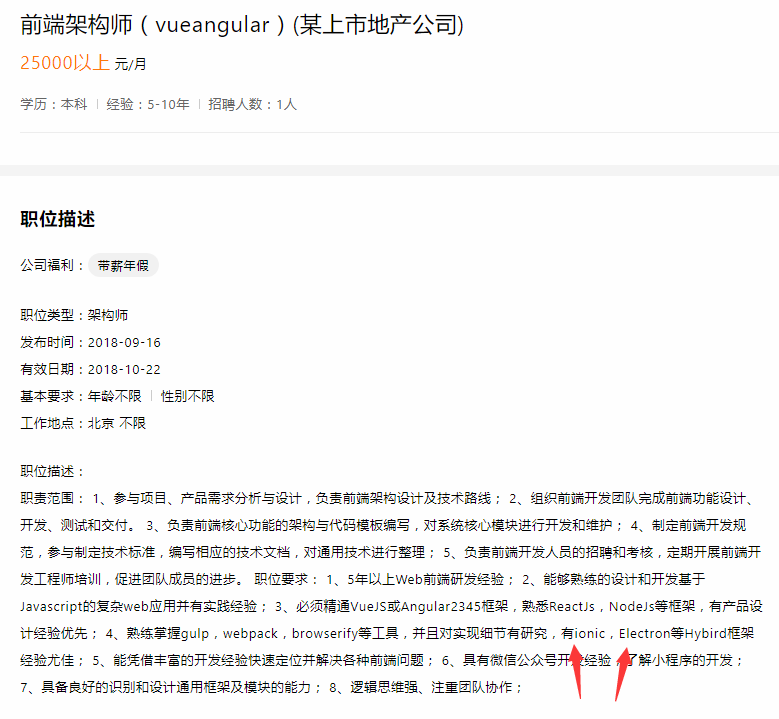 前端架构师（vueangular）(某上市地产公司)
25000以上 元/月
学历：本科 | 经验：5-10年 | 招聘人数：1人
职位描述
公司福利： 带薪年假
职位类型：架构师
发布时间：2018-09-16
有效日期：2018-10-22
基本要求：年龄不限 | 性别不限
工作地点：北京 不限
职位描述：
职责范围： 1、参与项目、产品需求分析与设计，负责前端架构设计及技术路线； 2、组织前端开发团队完成前端功能设计、
开发、测试和交付。 3、负责前端核心功能的架构与代码模板编写，对系统核心模块进行开发和维护； 4、制定前端开发规
范，参与制定技术标准，编写相应的技术文档，对通用技术进行整理； 5、负责前端开发人员的招聘和考核，定期开展前端开
发工程师培训，促进团队成员的进步。 职位要求： 1、5年以上Web前端研发经验； 2、能够熟练的设计和开发基于
Javascript的复杂web应用并有实践经验； 3、必须精通VueJS或Angular2345框架，熟悉ReactJs，NodeJs等框架，有产品设
计经验优先； 4、熟练掌握gulp，webpack，browserify等工具，并且对实现细节有研究，有ionic，Electron等Hybird框架
经验尤佳； 5、能凭借丰富的开发经验快速定位并解决各种前端问题； 6、具有微信公众号开发经验，了解小程序的开发；
7、具备良好的识别和设计通用框架及模块的能力； 8、逻辑思维强、注重团队协作；